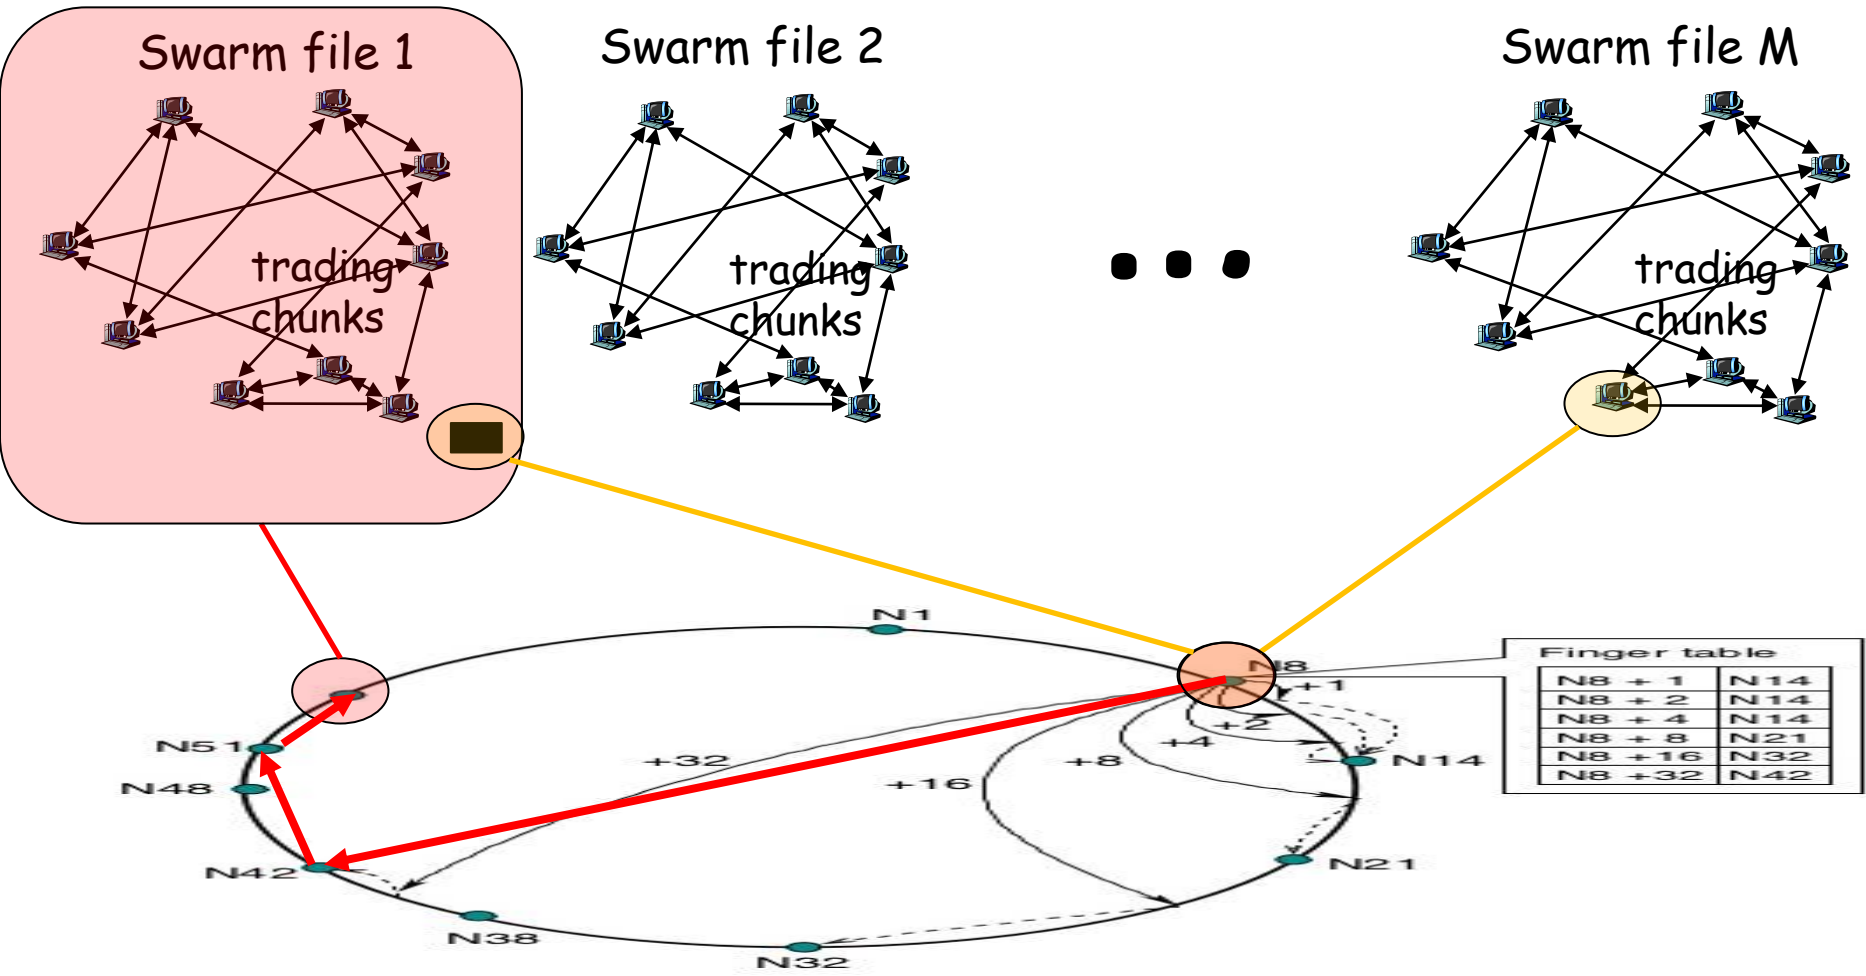 Swarm file 1
Swarm file 2
Swarm file M
trading
chunks
trading
chunks
trading
chunks
N1
N8
+1
+2
+4
+8
+16
+32
N14
N21
N32
N38
N42
N48
N51
Finger table
N8 + 1 N14
N8 + 2 N14
N8 + 4 N14
N8 + 8 N21
N8 +16 N32
N8 +32 N42